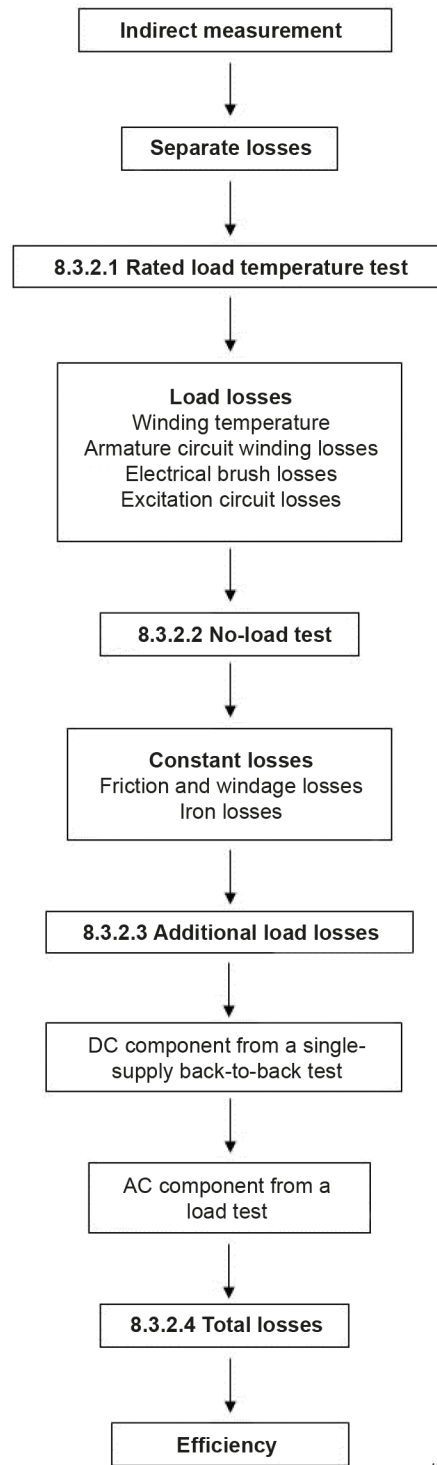 Indirect measurement
Separate losses
8.3.2.1 Rated load temperature test
Load losses
Winding temperature
Armature circuit winding losses
Electrical brush losses
Excitation circuit losses
8.3.2.2 No-load test
Constant losses
Friction and windage losses
Iron losses
8.3.2.3 Additional load losses
DC component from a single-
supply back-to-back test
AC component from a
load test
8.3.2.4 Total losses
Efficiency